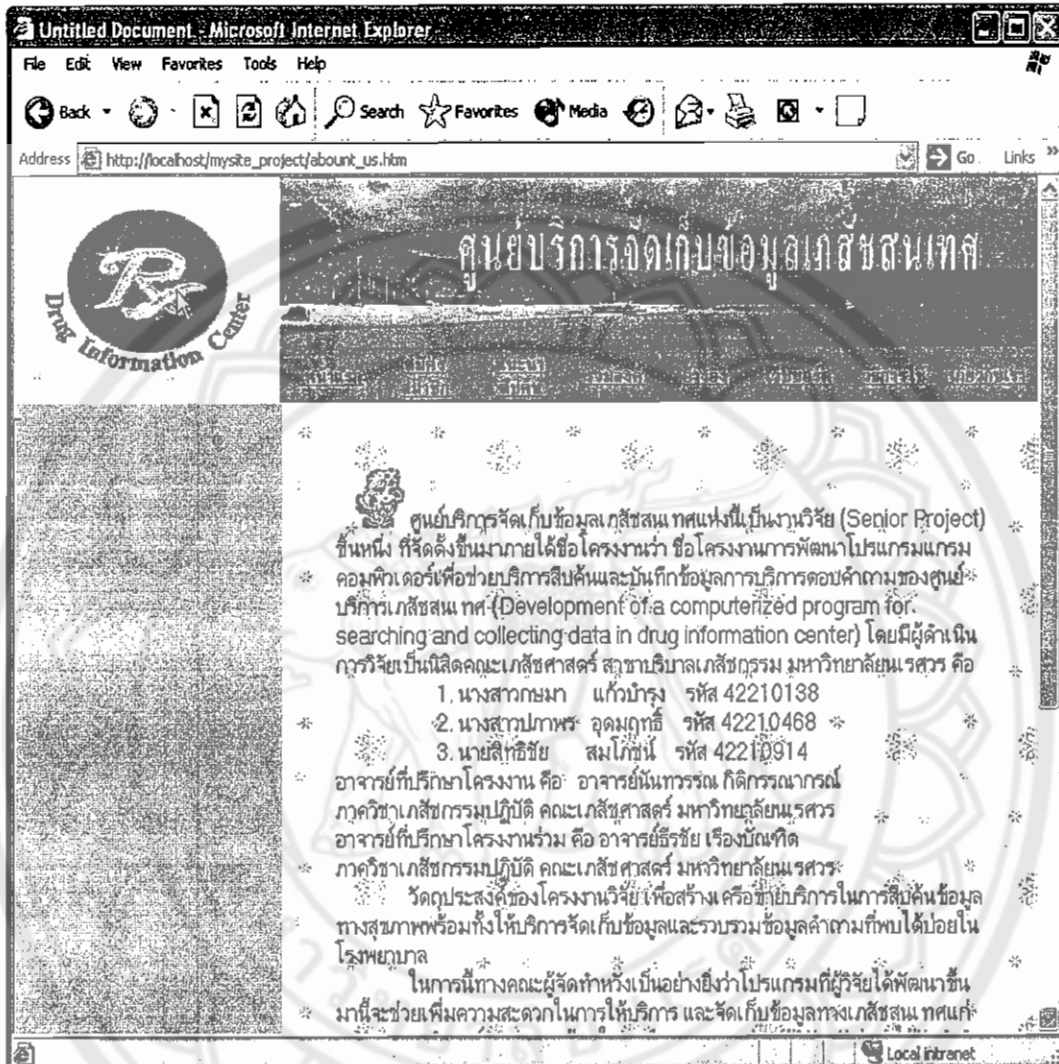 Untitled Document - Microsoft Internet Explorer
File Edit View Favorites Tools Help
Back Search Favorites Media
Address http://localhost/mysite_project/abount_us.htm Go Links »
ศูนย์บริการจัดเก็บข้อมูลเภสัชสนเทศ
Rx
Drug Information Center
ศูนย์บริการจัดเก็บข้อมูลเภสัชสนเทศแห่งนี้เป็นงานวิจัย (Senior Project)
ชิ้นหนึ่ง ที่จัดตั้งขึ้นมาภายใต้ชื่อโครงงานว่า ชื่อโครงงานการพัฒนาโปรแกรมแกรม
คอมพิวเตอร์เพื่อช่วยบริการสืบค้นและบันทึกข้อมูลการบริการตอบคำถามของศูนย์
บริการเภสัชสนเทศ (Development of a computerized program for
searching and collecting data in drug information center) โดยมีผู้ดำเนิน
การวิจัยเป็นนิสิตคณะเภสัชศาสตร์ สาขาบริบาลเภสัชกรรม มหาวิทยาลัยนเรศวร คือ
1. นางสาวกษมา แก้วบำรุง รหัส 42210138
2. นางสาวปภาพร อุดมฤทธิ์ รหัส 42210468
3. นายสิทธิชัย สมโภชน์ รหัส 42210914
อาจารย์ที่ปรึกษาโครงงาน คือ อาจารย์นันทวรรณ กิติกรรณากรณ์
ภาควิชาเภสัชกรรมปฏิบัติ คณะเภสัชศาสตร์ มหาวิทยาลัยนเรศวร
อาจารย์ที่ปรึกษาโครงงานร่วม คือ อาจารย์ธีรชัย เรืองบัณฑิต
ภาควิชาเภสัชกรรมปฏิบัติ คณะเภสัชศาสตร์ มหาวิทยาลัยนเรศวร
วัตถุประสงค์ของโครงงานวิจัย เพื่อสร้างเครือข่ายบริการในการสืบค้นข้อมูล
ทางสุขภาพพร้อมทั้งให้บริการจัดเก็บข้อมูลและรวบรวมข้อมูลคำถามที่พบได้บ่อยใน
โรงพยาบาล
ในการนี้ทางคณะผู้จัดทำหวังเป็นอย่างยิ่งว่าโปรแกรมที่ผู้วิจัยได้พัฒนาขึ้น
มานี้จะช่วยเพิ่มความสะดวกในการให้บริการ และจัดเก็บข้อมูลทางเภสัชสนเทศแก่
Local intranet